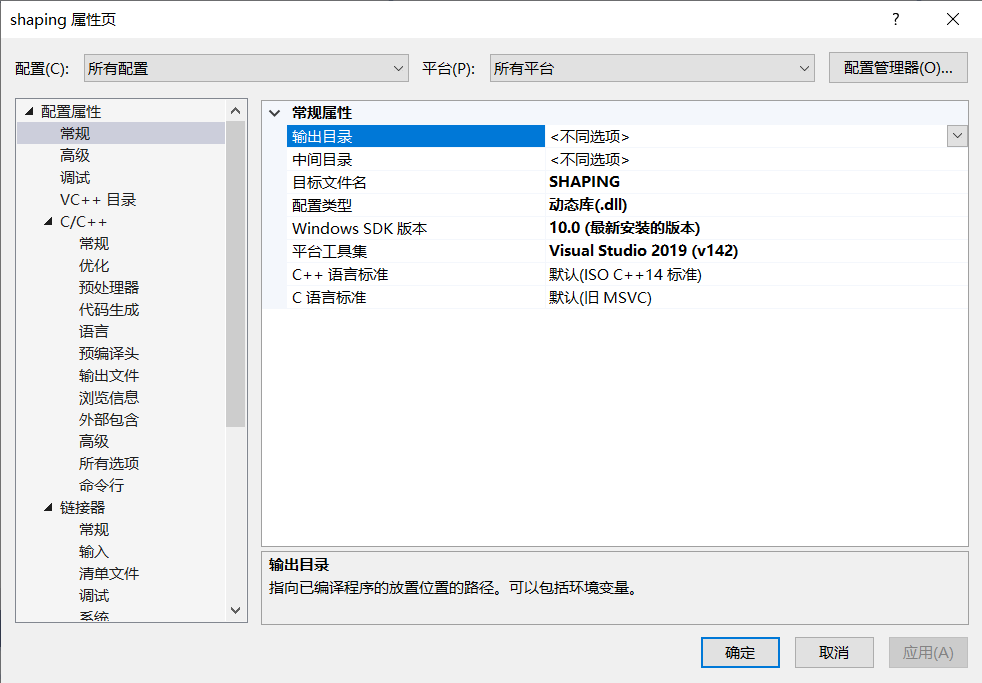 shaping 属性页
配置(C): 所有配置 平台(P): 所有平台 配置管理器(O)...
配置属性
常规
高级
调试
VC++ 目录
C/C++
常规
优化
预处理器
代码生成
语言
预编译头
输出文件
浏览信息
外部包含
高级
所有选项
命令行
链接器
常规
输入
清单文件
调试
系统
常规属性
输出目录 <不同选项>
中间目录 <不同选项>
目标文件名 SHAPING
配置类型 动态库(.dll)
Windows SDK 版本 10.0 (最新安装的版本)
平台工具集 Visual Studio 2019 (v142)
C++ 语言标准 默认(ISO C++14 标准)
C 语言标准 默认(旧 MSVC)
输出目录
指向已编译程序的放置位置的路径。可以包括环境变量。
确定 取消 应用(A)